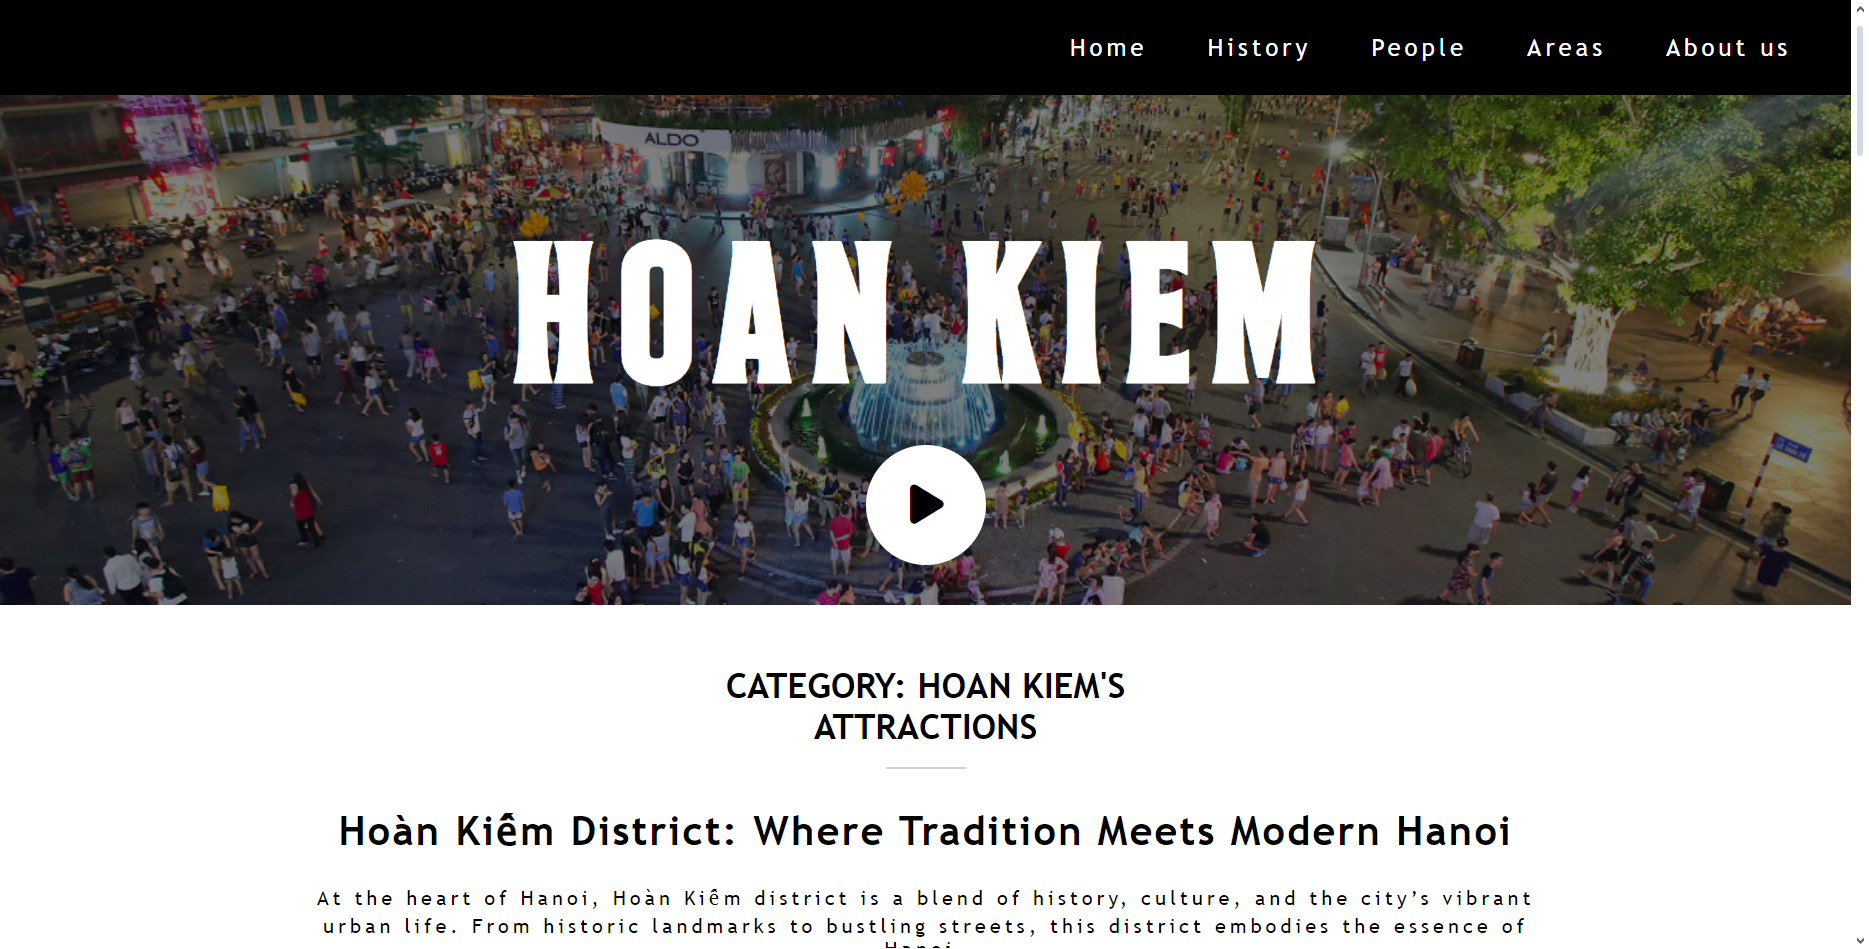 Home History People Areas About us
ALDO
HOAN KIEM
CATEGORY: HOAN KIEM'S
ATTRACTIONS
Hoàn Kiếm District: Where Tradition Meets Modern Hanoi
At the heart of Hanoi, Hoàn Kiếm district is a blend of history, culture, and the city’s vibrant
urban life. From historic landmarks to bustling streets, this district embodies the essence of
Hanoi.